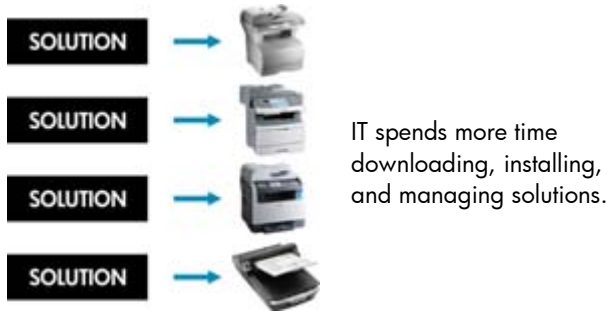 SOLUTION
SOLUTION
SOLUTION
SOLUTION
IT spends more time
downloading, installing,
and managing solutions.